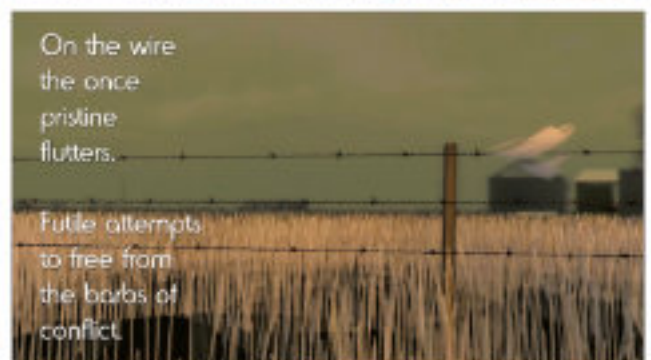 On the wire
the once
pristine
flutters.
Futile attempts
to free from
the barbs of
conflict.